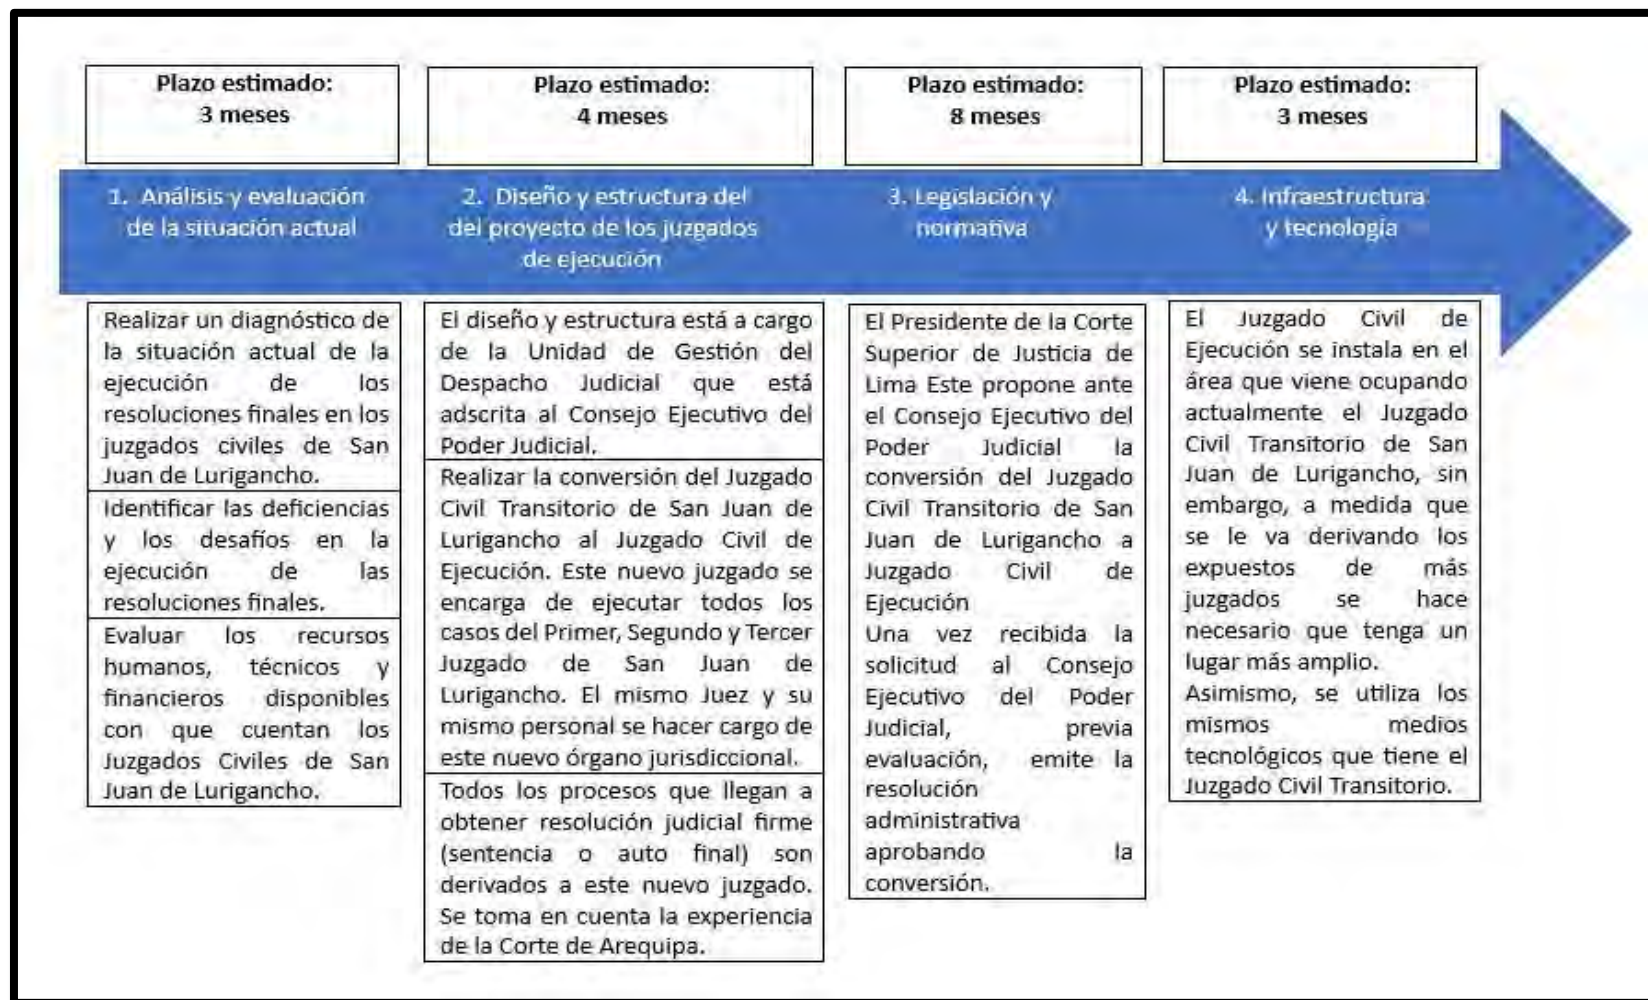 Plazo estimado:
3 meses
Plazo estimado:
4 meses
Plazo estimado:
8 meses
Plazo estimado:
3 meses
1. Análisis y evaluación
de la situación actual
2. Diseño y estructura del
del proyecto de los juzgados
de ejecución
3. Legislación y
normativa
4. Infraestructura
y tecnología
Realizar un diagnóstico de
la situación actual de la
ejecución de los
resoluciones finales en los
juzgados civiles de San
Juan de Lurigancho.
Identificar las deficiencias
y los desafíos en la
ejecución de las
resoluciones finales.
Evaluar los recursos
humanos, técnicos y
financieros disponibles
con que cuentan los
Juzgados Civiles de San
Juan de Lurigancho.
El diseño y estructura está a cargo
de la Unidad de Gestión del
Despacho Judicial que está
adscrita al Consejo Ejecutivo del
Poder Judicial.
Realizar la conversión del Juzgado
Civil Transitorio de San Juan de
Lurigancho al Juzgado Civil de
Ejecución. Este nuevo juzgado se
encarga de ejecutar todos los
casos del Primer, Segundo y Tercer
Juzgado de San Juan de
Lurigancho. El mismo Juez y su
mismo personal se hacer cargo de
este nuevo órgano jurisdiccional.
Todos los procesos que llegan a
obtener resolución judicial firme
(sentencia o auto final) son
derivados a este nuevo juzgado.
Se toma en cuenta la experiencia
de la Corte de Arequipa.
El Presidente de la Corte
Superior de Justicia de
Lima Este propone ante
el Consejo Ejecutivo del
Poder Judicial la
conversión del Juzgado
Civil Transitorio de San
Juan de Lurigancho a
Juzgado Civil de
Ejecución
Una vez recibida la
solicitud al Consejo
Ejecutivo del Poder
Judicial, previa
evaluación, emite la
resolución
administrativa
aprobando la
conversión.
El Juzgado Civil de
Ejecución se instala en el
área que viene ocupando
actualmente el Juzgado
Civil Transitorio de San
Juan de Lurigancho, sin
embargo, a medida que
se le va derivando los
expuestos de más
juzgados se hace
necesario que tenga un
lugar más amplio.
Asimismo, se utiliza los
mismos medios
tecnológicos que tiene el
Juzgado Civil Transitorio.